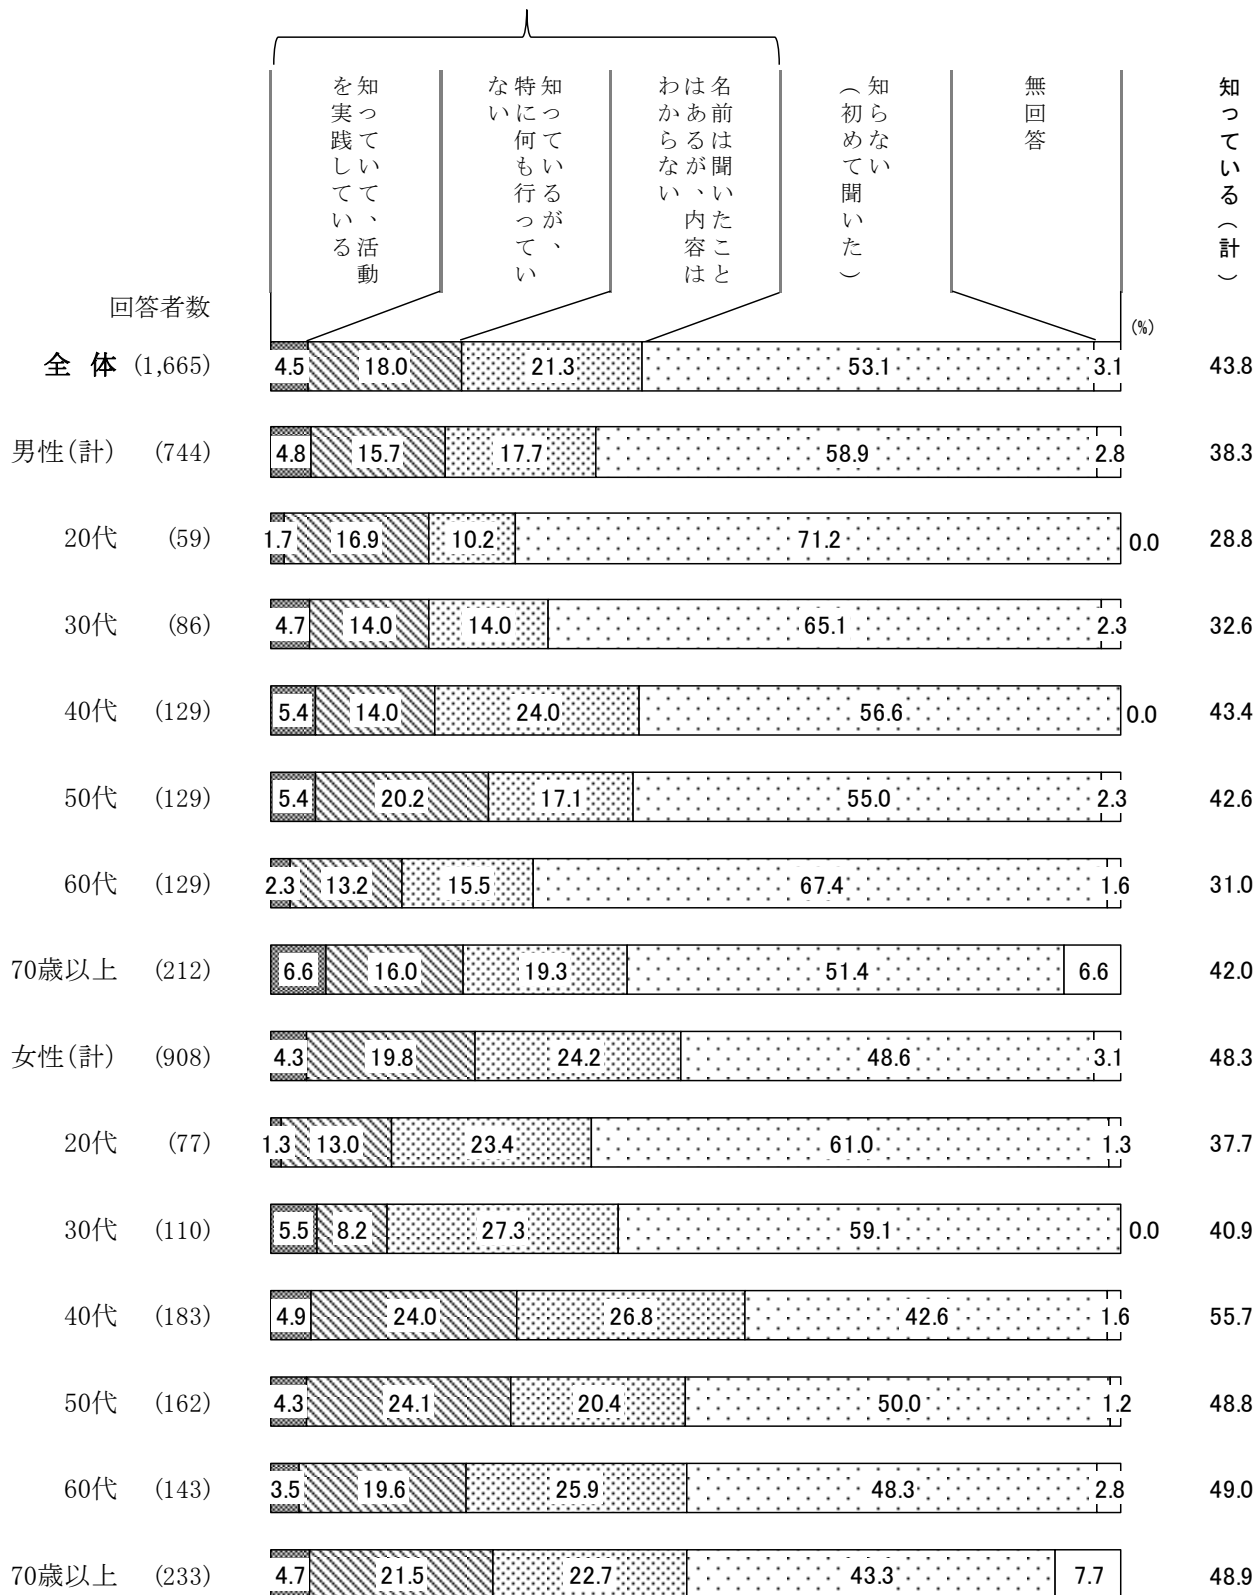 知っていて、活動
を実践している
知っているが、
特に何も行ってい
ない
名前は聞いたこと
はあるが、内容は
わからない
知らない
（初めて聞いた）
無回答
知っている（計）
回答者数
(%)
全 体 (1,665) 4.5 18.0 21.3 53.1 3.1 43.8
男性(計) (744) 4.8 15.7 17.7 58.9 2.8 38.3
20代 (59) 1.7 16.9 10.2 71.2 0.0 28.8
30代 (86) 4.7 14.0 14.0 65.1 2.3 32.6
40代 (129) 5.4 14.0 24.0 56.6 0.0 43.4
50代 (129) 5.4 20.2 17.1 55.0 2.3 42.6
60代 (129) 2.3 13.2 15.5 67.4 1.6 31.0
70歳以上 (212) 6.6 16.0 19.3 51.4 6.6 42.0
女性(計) (908) 4.3 19.8 24.2 48.6 3.1 48.3
20代 (77) 1.3 13.0 23.4 61.0 1.3 37.7
30代 (110) 5.5 8.2 27.3 59.1 0.0 40.9
40代 (183) 4.9 24.0 26.8 42.6 1.6 55.7
50代 (162) 4.3 24.1 20.4 50.0 1.2 48.8
60代 (143) 3.5 19.6 25.9 48.3 2.8 49.0
70歳以上 (233) 4.7 21.5 22.7 43.3 7.7 48.9